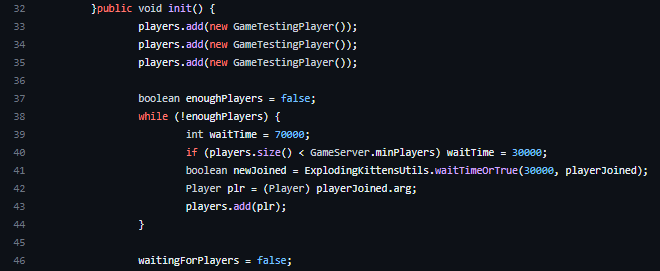 32 }public void init() {
33 players.add(new GameTestingPlayer());
34 players.add(new GameTestingPlayer());
35 players.add(new GameTestingPlayer());
36
37 boolean enoughPlayers = false;
38 while (!enoughPlayers) {
39 int waitTime = 70000;
40 if (players.size() < GameServer.minPlayers) waitTime = 30000;
41 boolean newJoined = ExplodingKittensUtils.waitTimeOrTrue(30000, playerJoined);
42 Player plr = (Player) playerJoined.arg;
43 players.add(plr);
44 }
45
46 waitingForPlayers = false;